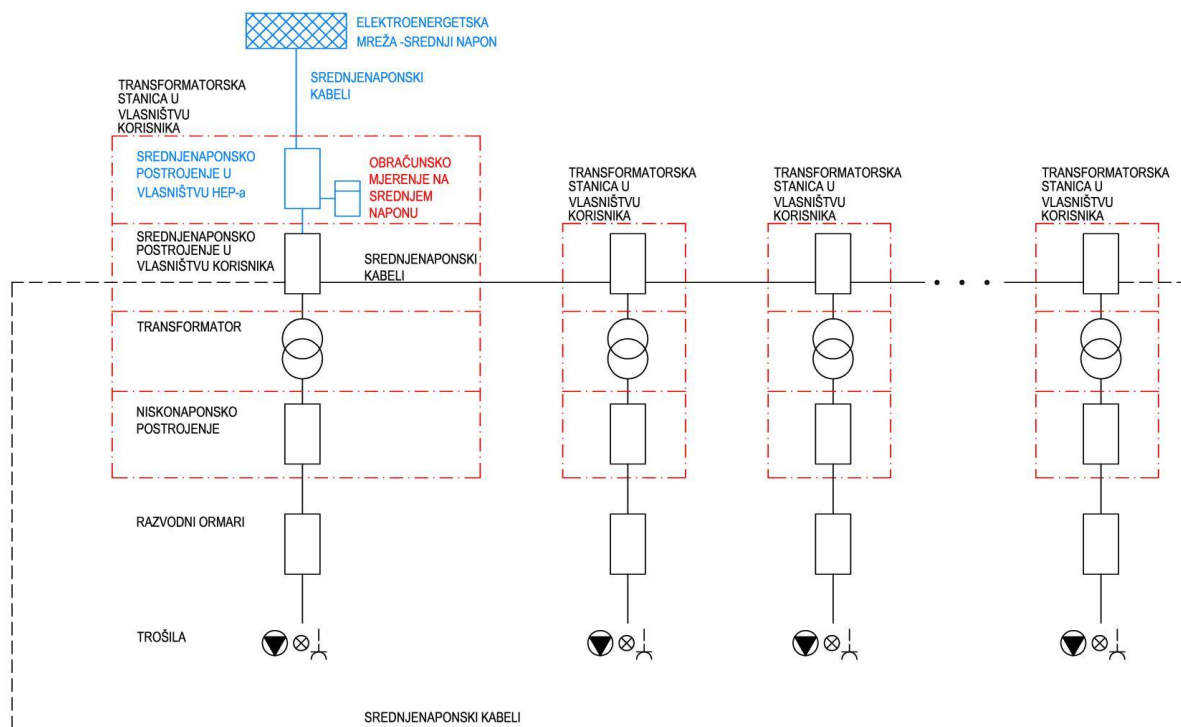 ELEKTROENERGETSKA
MREŽA -SREDNJI NAPON
SREDNJENAPONSKI
KABELI
TRANSFORMATORSKA
STANICA U
VLASNIŠTVU
KORISNIKA
SREDNJENAPONSKO
POSTROJENJE U
VLASNIŠTVU HEP-a
OBRAČUNSKO
MJERENJE NA
SREDNJEM
NAPONU
TRANSFORMATORSKA
STANICA U
VLASNIŠTVU
KORISNIKA
TRANSFORMATORSKA
STANICA U
VLASNIŠTVU
KORISNIKA
TRANSFORMATORSKA
STANICA U
VLASNIŠTVU
KORISNIKA
SREDNJENAPONSKO
POSTROJENJE U
VLASNIŠTVU KORISNIKA
SREDNJENAPONSKI
KABELI
TRANSFORMATOR
NISKONAPONSKO
POSTROJENJE
RAZVODNI ORMARI
TROŠILA
SREDNJENAPONSKI KABELI